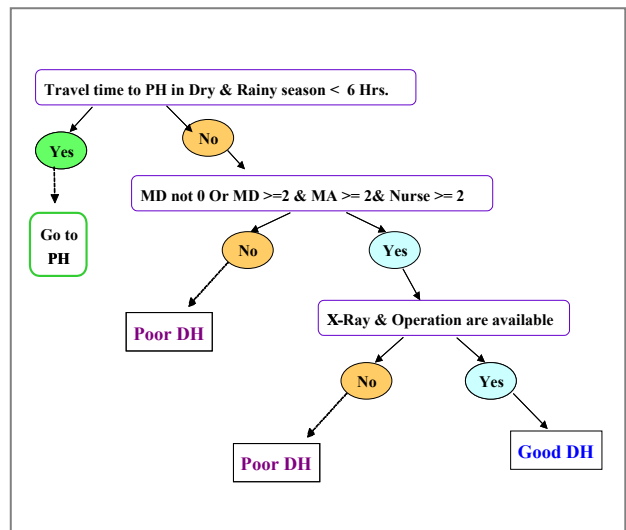 Travel time to PH in Dry & Rainy season < 6 Hrs.
Yes
No
MD not 0 Or MD >=2 & MA >= 2& Nurse >= 2
Go to
PH
No
Yes
Poor DH
X-Ray & Operation are available
No
Yes
Poor DH
Good DH